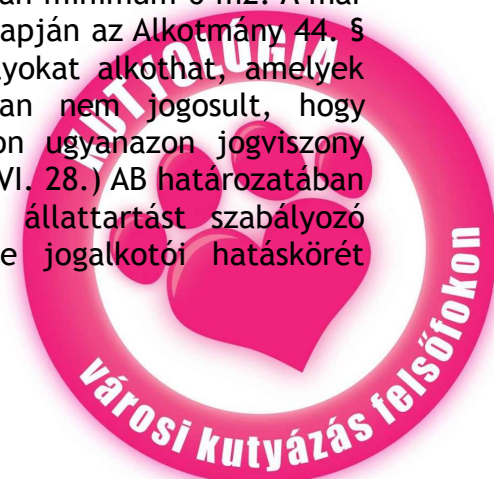 án minimum 6 m2. A már
apján az Alkotmány 44. §
yokat alkothat, amelyek
an nem jogosult, hogy
on ugyanazon jogviszony
VI. 28.) AB határozatában
állattartást szabályozó
e jogalkotói hatáskörét
KUTYOLÓGIA
városi kutyázás felsőfokon